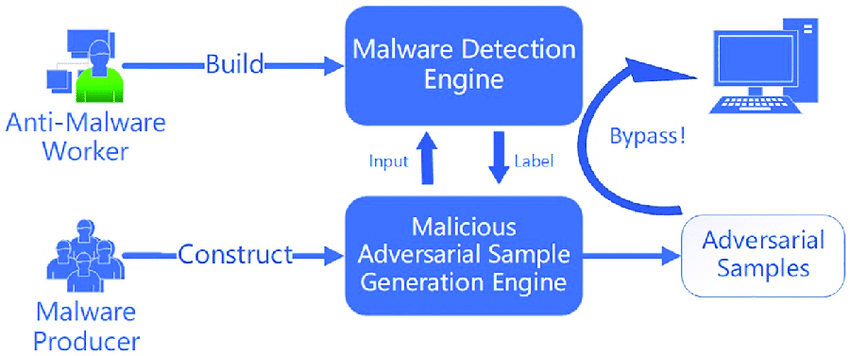 Build
Malware Detection
Engine
Anti-Malware
Worker
Input
Label
Bypass!
Construct
Malicious
Adversarial Sample
Generation Engine
Adversarial
Samples
Malware
Producer